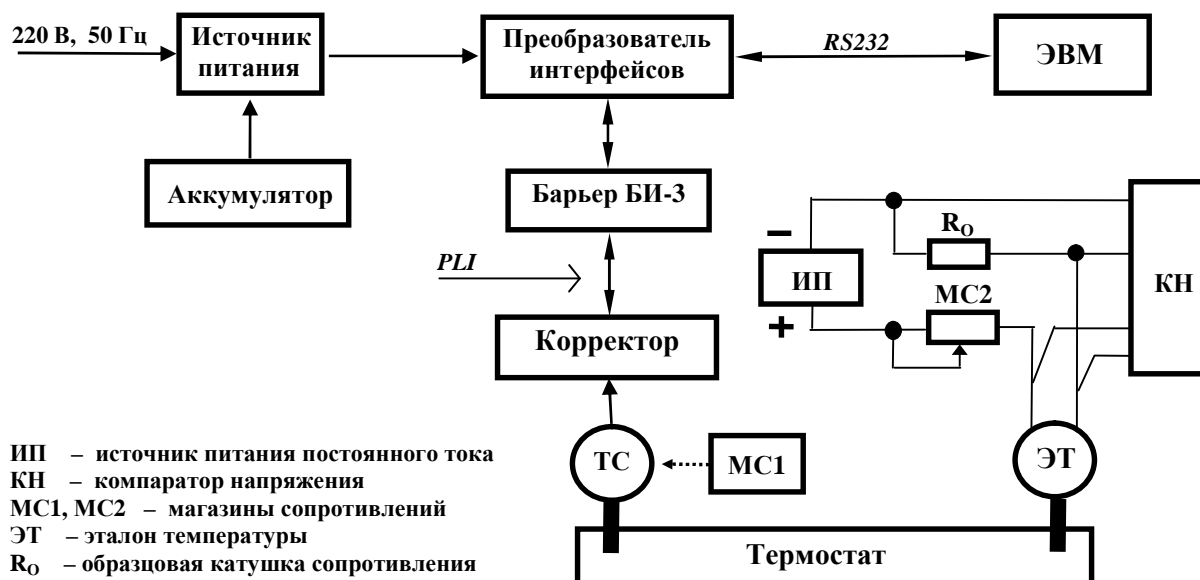 220 В, 50 Гц
Источник
питания
Преобразователь
интерфейсов
RS232
ЭВМ
Аккумулятор
Барьер БИ-3
PLI
Корректор
ТС
МС1
–
ИП
+
RО
МС2
КН
ЭТ
Термостат
ИП – источник питания постоянного тока
КН – компаратор напряжения
МС1, МС2 – магазины сопротивлений
ЭТ – эталон температуры
RО – образцовая катушка сопротивления